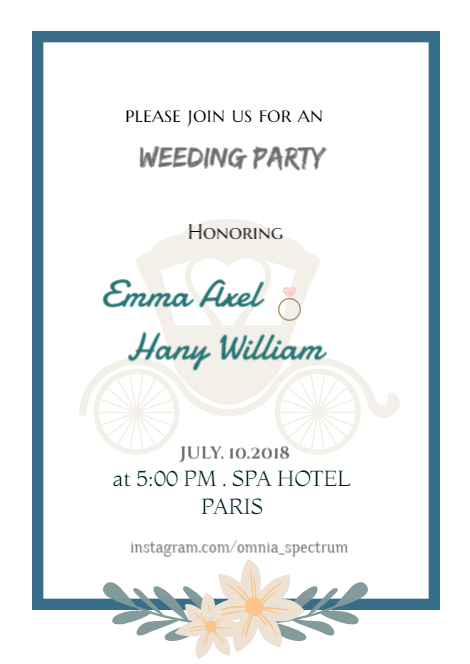 PLEASE JOIN US FOR AN
WEEDING PARTY
HONORING
Emma Axel
Hany William
JULY. 10.2018
at 5:00 PM . SPA HOTEL
PARIS
instagram.com/omnia_spectrum